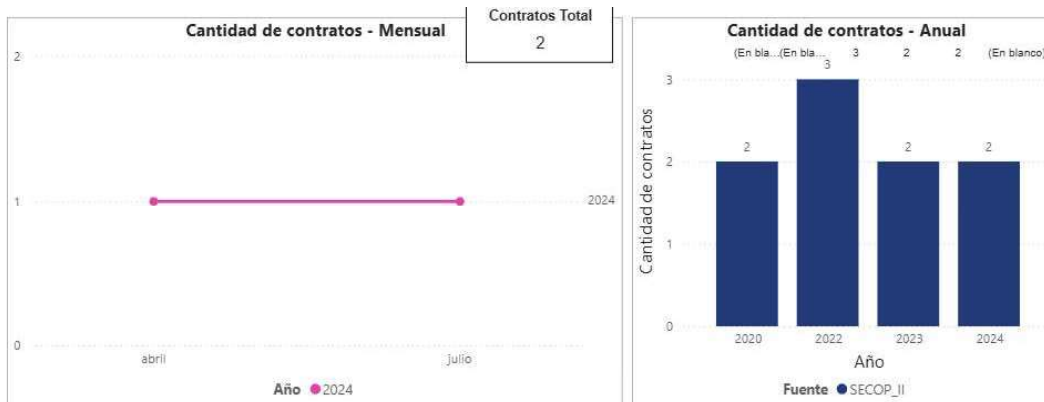 Cantidad de contratos - Mensual
Contratos Total
2
2
1
0
2024
abril
julio
Año 2024
Cantidad de contratos - Anual
(En bla... (En bla... 3 2 2 (En blanco)
Cantidad de contratos
3
2
1
0
2
3
2
2
2020
2022
2023
2024
Año
Fuente SECOP_II